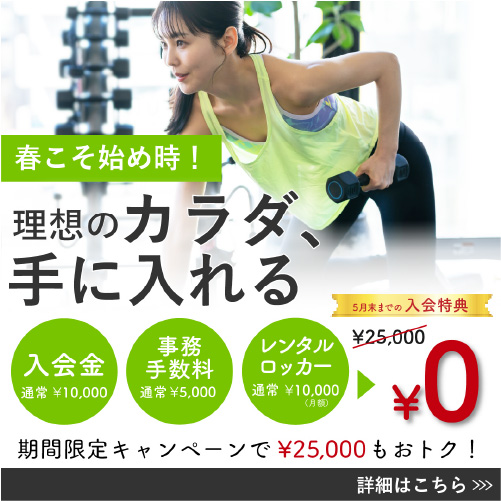 春こそ始め時！
理想のカラダ、
手に入れる
5月末までの入会特典
入会金
通常 ¥10,000
事務
手数料
通常 ¥5,000
レンタル
ロッカー
通常 ¥10,000
（月額）
¥25,000
¥0
期間限定キャンペーンで ¥25,000 もおトク！
詳細はこちら >>>